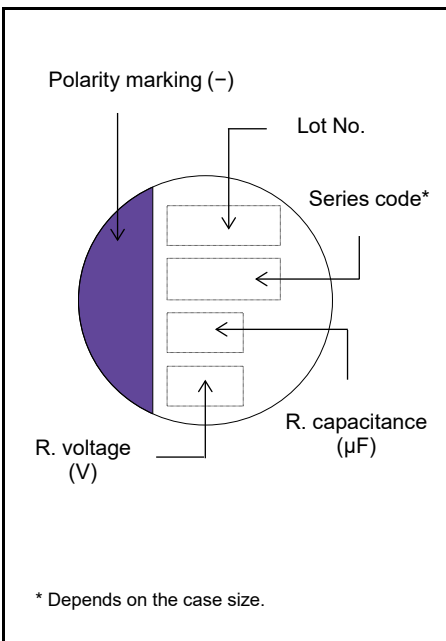 Polarity marking (−)
Lot No.
Series code*
R. capacitance
(µF)
R. voltage
(V)
* Depends on the case size.